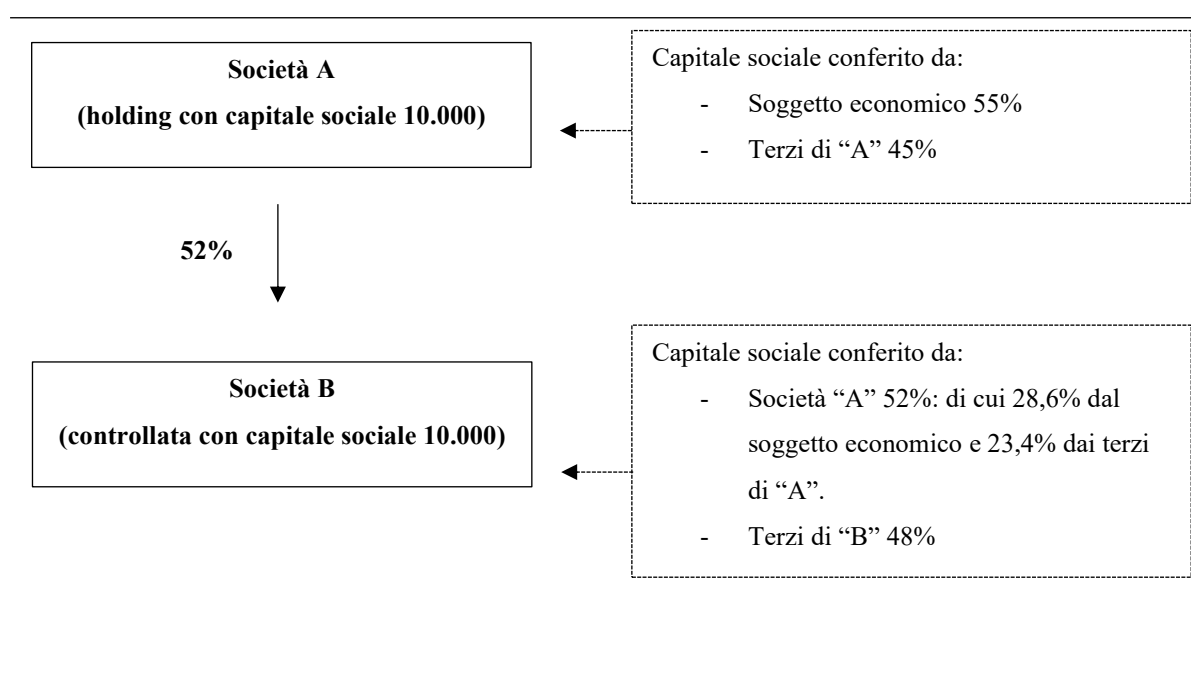 Società A
(holding con capitale sociale 10.000)
Capitale sociale conferito da:
- Soggetto economico 55%
- Terzi di “A” 45%
52%
Società B
(controllata con capitale sociale 10.000)
Capitale sociale conferito da:
- Società “A” 52%: di cui 28,6% dal
soggetto economico e 23,4% dai terzi
di “A”.
- Terzi di “B” 48%